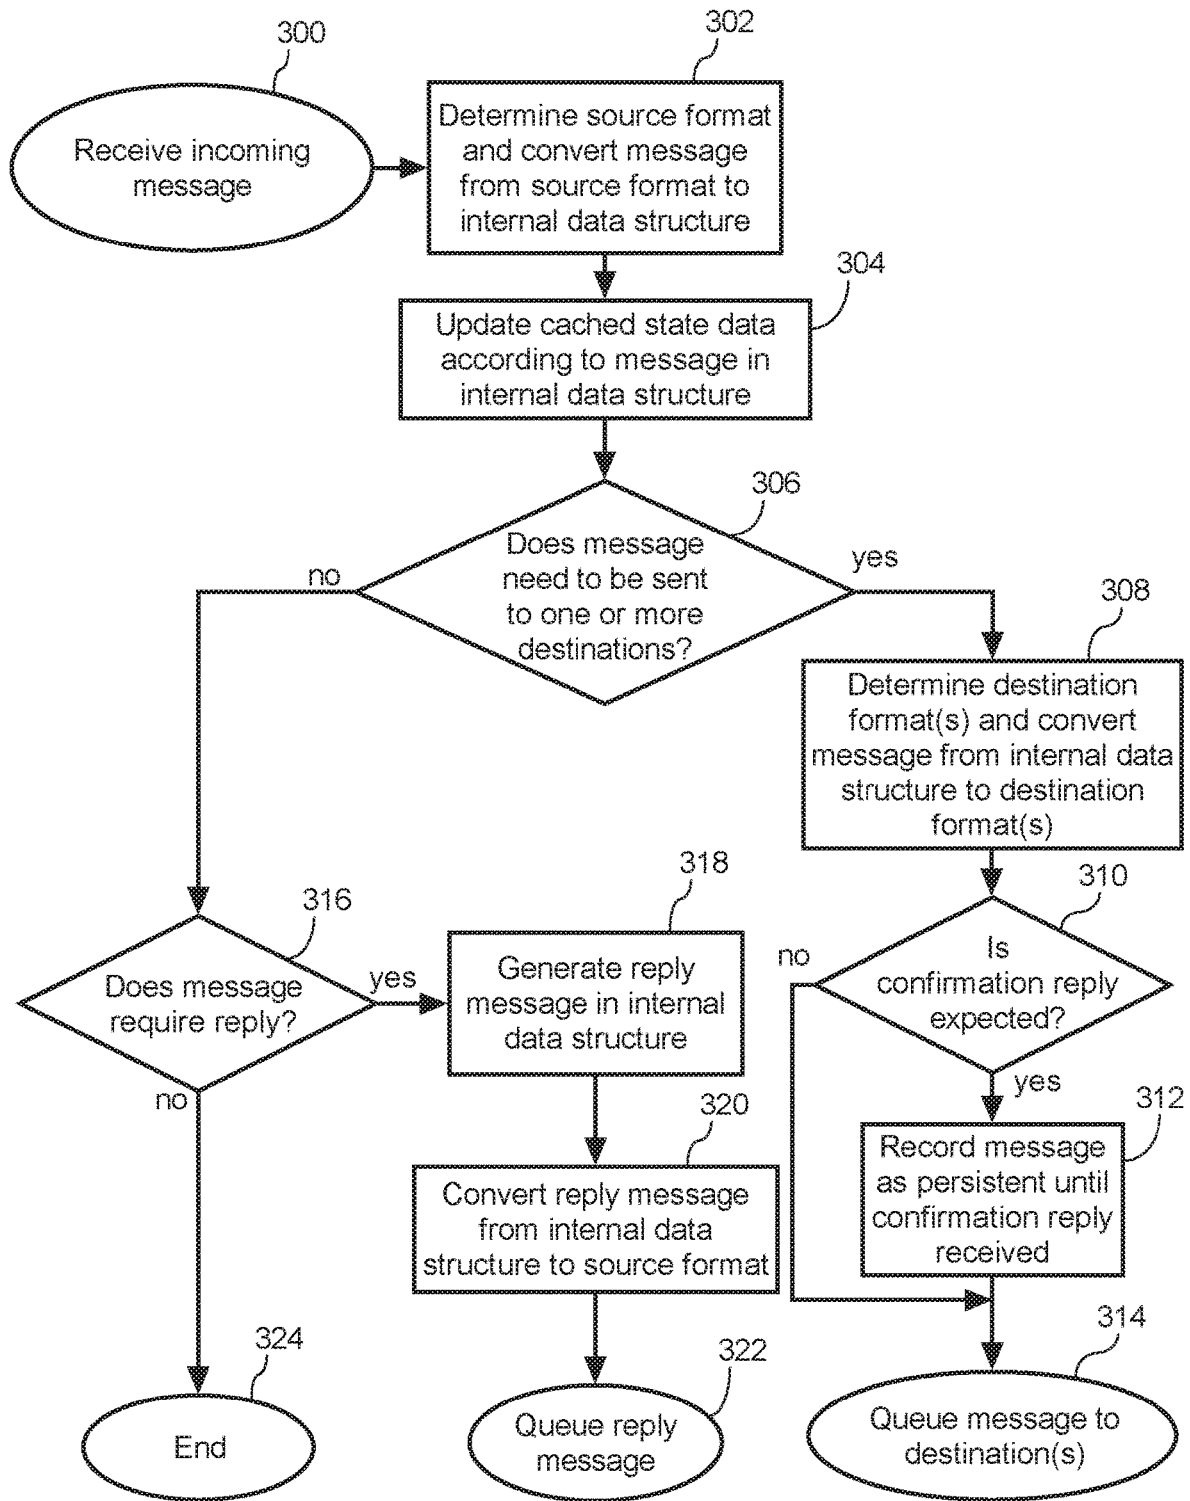 300
Receive incoming
message
302
Determine source format
and convert message
from source format to
internal data structure
304
Update cached state data
according to message in
internal data structure
306
Does message
need to be sent
to one or more
destinations?
no
yes
308
Determine destination
format(s) and convert
message from internal data
structure to destination
format(s)
310
Is
confirmation reply
expected?
no
yes
312
Record message
as persistent until
confirmation reply
received
314
Queue message to
destination(s)
316
Does message
require reply?
yes
no
318
Generate reply
message in internal
data structure
320
Convert reply message
from internal data
structure to source format
322
Queue reply
message
324
End